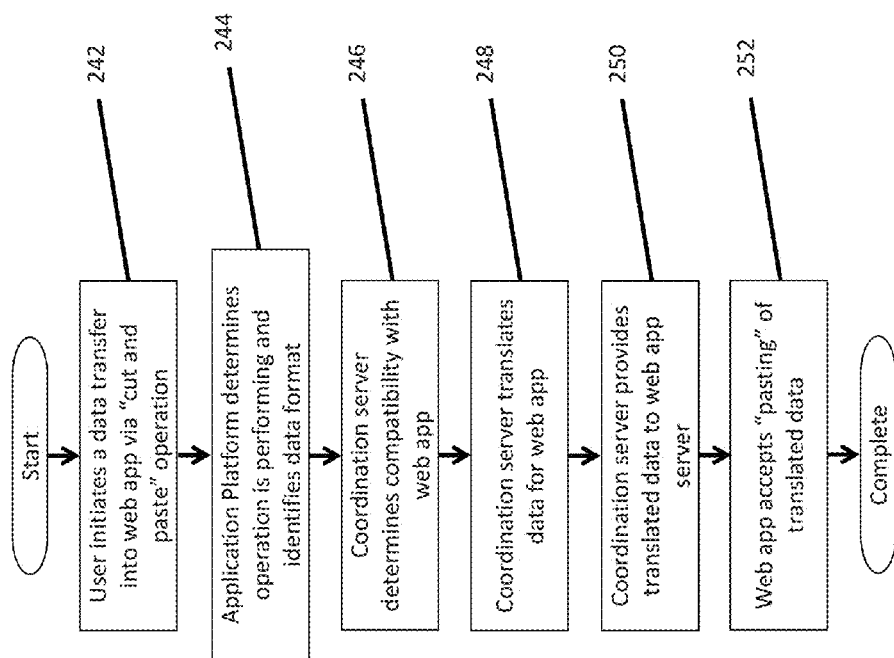 Start
User initiates a data transfer
into web app via "cut and
paste" operation
242
Application Platform determines
operation is performing and
identifies data format
244
Coordination server
determines compatibility with
web app
246
Coordination server translates
data for web app
248
Coordination server provides
translated data to web app
server
250
Web app accepts "pasting" of
translated data
252
Complete